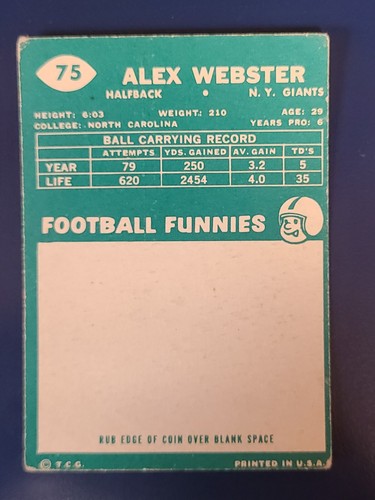 75
ALEX WEBSTER
HALFBACK • N. Y. GIANTS
HEIGHT: 6:03 WEIGHT: 210 AGE: 29
COLLEGE: NORTH CAROLINA YEARS PRO: 6
BALL CARRYING RECORD
ATTEMPTS YDS. GAINED AV. GAIN TD'S
YEAR 79 250 3.2 5
LIFE 620 2454 4.0 35
FOOTBALL FUNNIES
RUB EDGE OF COIN OVER BLANK SPACE
© T.C.G. PRINTED IN U.S.A.